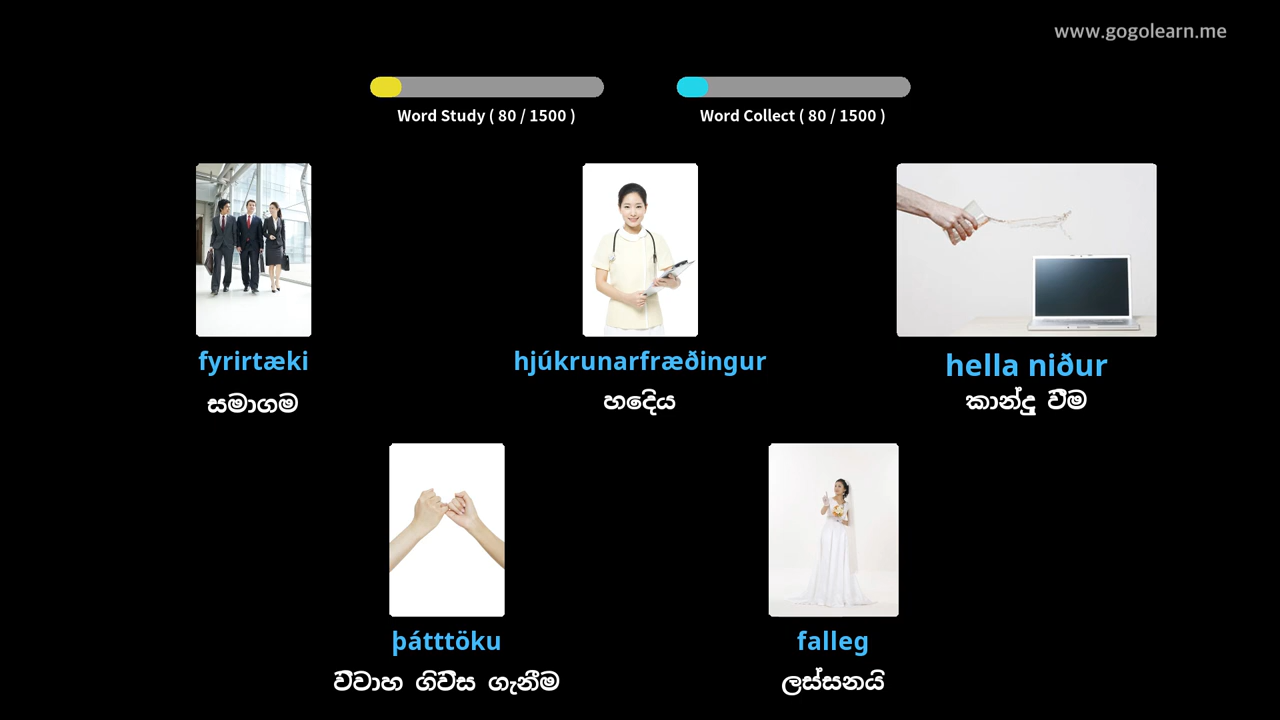 www.gogolearn.me
Word Study ( 80 / 1500 )
Word Collect ( 80 / 1500 )
fyrirtæki
සමාගම
hjúkrunarfræðingur
හෙදිය
hella niður
කාන්දු වීම
þátttöku
විවාහ ගිවිස ගැනීම
falleg
ලස්සනයි